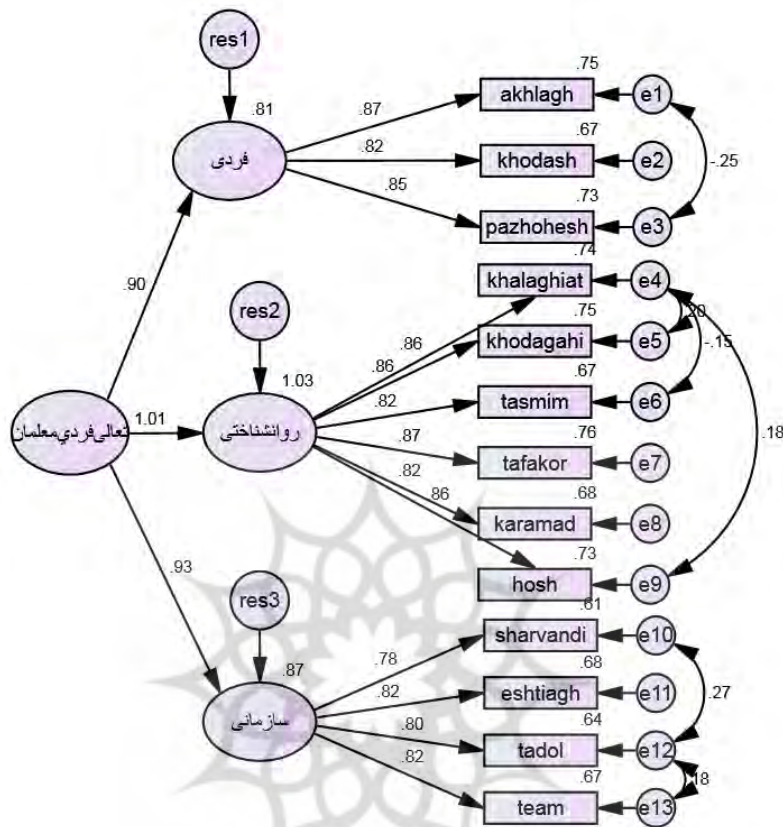 res1
.75
akhlagh
e1
.81
.87
.67
فردی
.82
khodash
e2
-.25
.85
.73
pazhohesh
e3
.74
khalaghiat
e4
.90
res2
.75
.20
.86
khodagahi
e5
-.15
.86
.67
1.03
.82
tasmim
e6
تعالی‌فردي‌معلمان
1.01
روانشناختی
.87
.76
tafakor
e7
.18
.82
.86
.68
karamad
e8
.73
hosh
e9
.93
res3
.61
sharvandi
e10
.87
.78
.68
.82
eshtiagh
e11
.27
سازمانی
.80
.64
tadol
e12
.82
.67
.18
team
e13